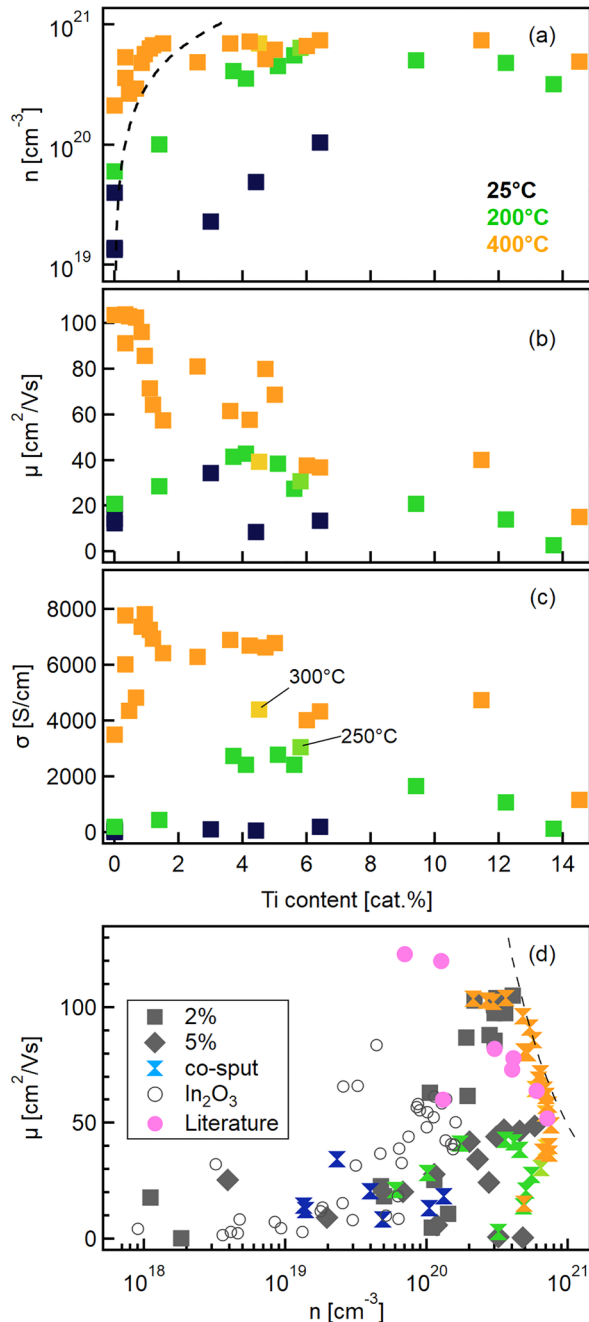 (a)
10²¹
10²⁰
10¹⁹
n [cm⁻³]
25°C
200°C
400°C
(b)
100
80
60
40
20
0
μ [cm²/Vs]
(c)
8000
6000
4000
2000
0
σ [S/cm]
300°C
250°C
0 2 4 6 8 10 12 14
Ti content [cat.%]
(d)
100
50
0
μ [cm²/Vs]
2%
5%
co-sput
In₂O₃
Literature
10¹⁸ 10¹⁹ 10²⁰ 10²¹
n [cm⁻³]